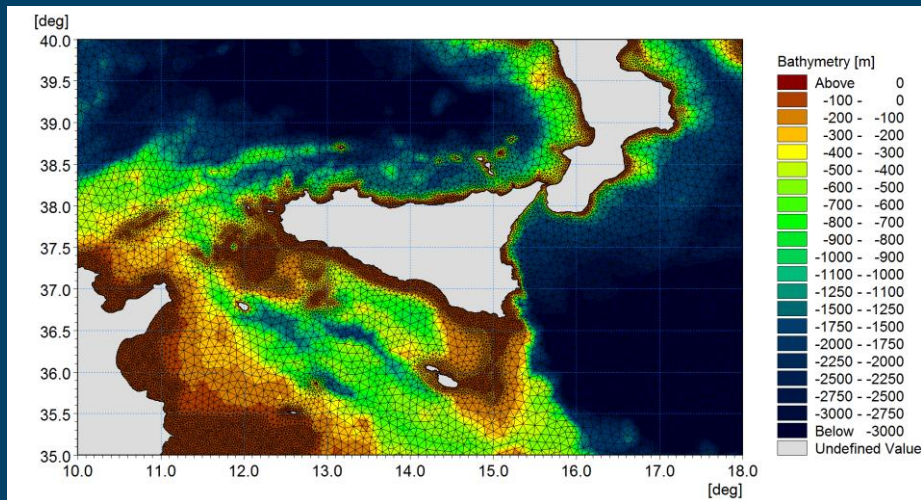 [deg]
40.0
39.5
39.0
38.5
38.0
37.5
37.0
36.5
36.0
35.5
35.0
10.0 11.0 12.0 13.0 14.0 15.0 16.0 17.0 18.0
[deg]
Bathymetry [m]
Above 0
-100 - 0
-200 - -100
-300 - -200
-400 - -300
-500 - -400
-600 - -500
-700 - -600
-800 - -700
-900 - -800
-1000 - -900
-1100 - -1000
-1250 - -1100
-1500 - -1250
-1750 - -1500
-2000 - -1750
-2250 - -2000
-2500 - -2250
-2750 - -2500
-3000 - -2750
Below -3000
Undefined Value